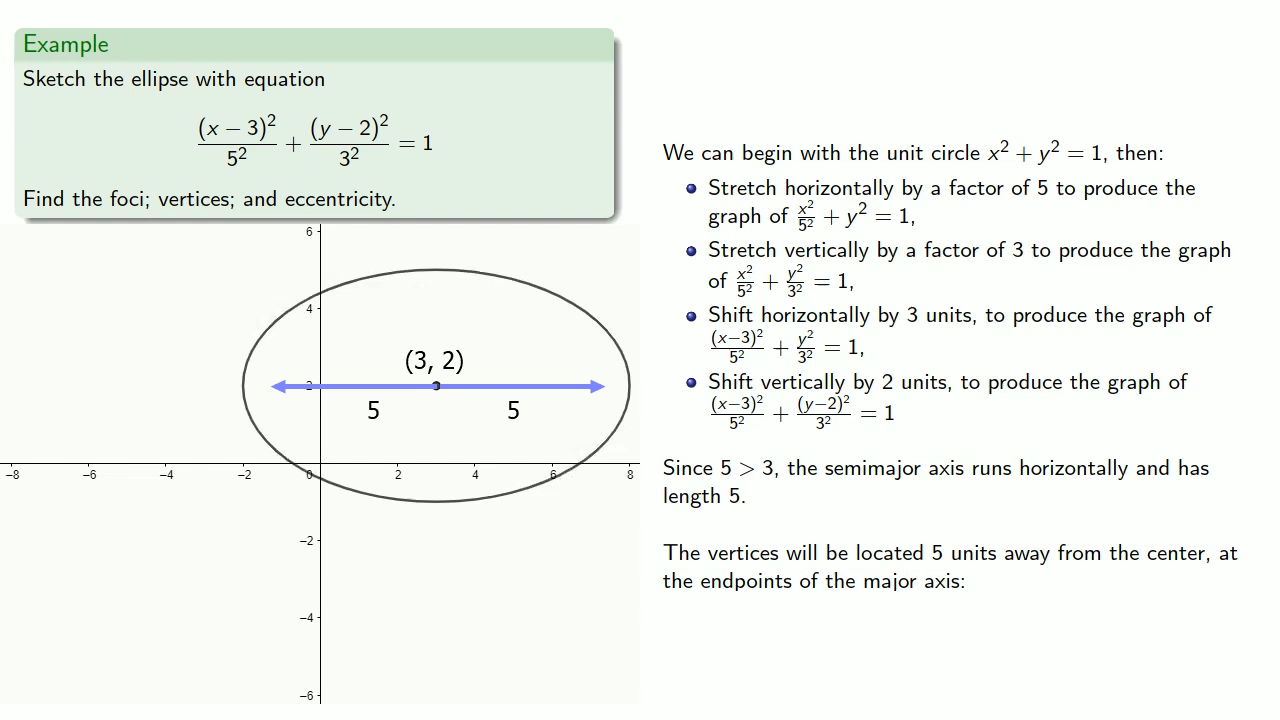 Example
Sketch the ellipse with equation
(x − 3)²/5² + (y − 2)²/3² = 1
Find the foci; vertices; and eccentricity.
6
4
(3, 2)
2
5 5
−8 −6 −4 −2 0 2 4 6 8
−2
−4
−6
We can begin with the unit circle x² + y² = 1, then:
Stretch horizontally by a factor of 5 to produce the
graph of x²/5² + y² = 1,
Stretch vertically by a factor of 3 to produce the graph
of x²/5² + y²/3² = 1,
Shift horizontally by 3 units, to produce the graph of
(x−3)²/5² + y²/3² = 1,
Shift vertically by 2 units, to produce the graph of
(x−3)²/5² + (y−2)²/3² = 1
Since 5 > 3, the semimajor axis runs horizontally and has
length 5.
The vertices will be located 5 units away from the center, at
the endpoints of the major axis: